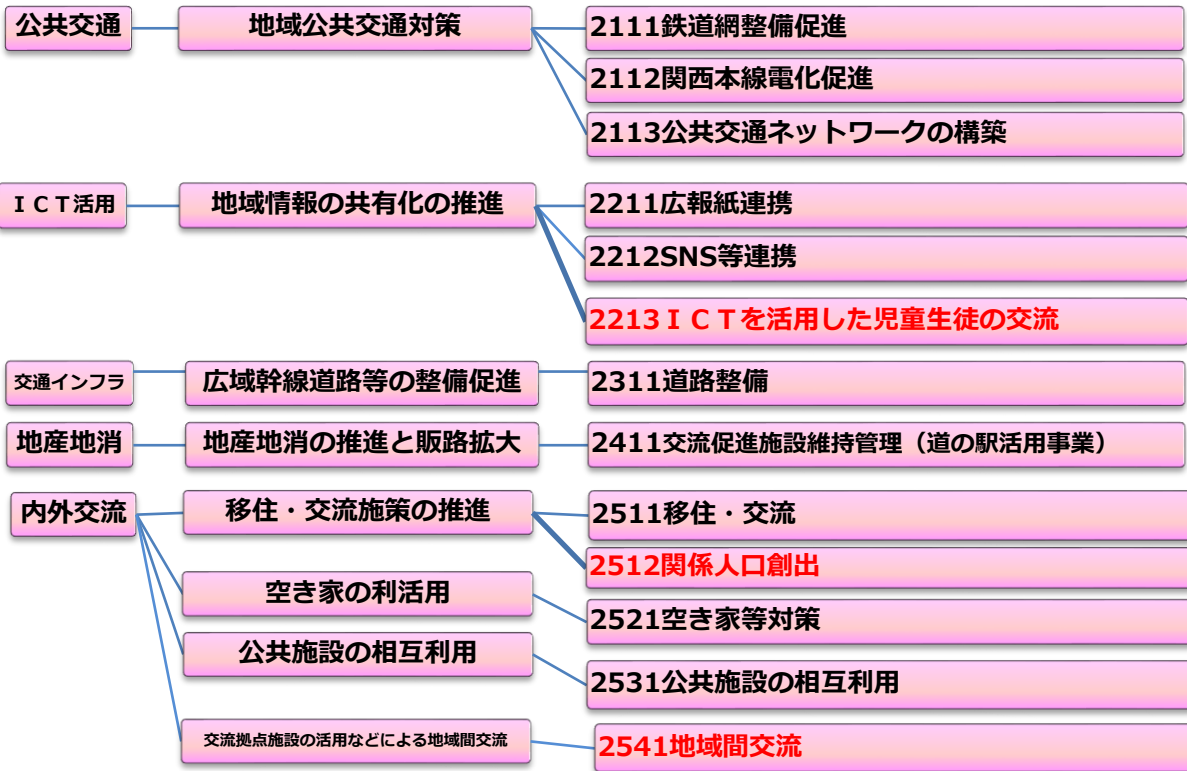 公共交通
地域公共交通対策
2111鉄道網整備促進
2112関西本線電化促進
2113公共交通ネットワークの構築
ＩＣＴ活用
地域情報の共有化の推進
2211広報紙連携
2212SNS等連携
2213ＩＣＴを活用した児童生徒の交流
交通インフラ
広域幹線道路等の整備促進
2311道路整備
地産地消
地産地消の推進と販路拡大
2411交流促進施設維持管理（道の駅活用事業）
内外交流
移住・交流施策の推進
2511移住・交流
2512関係人口創出
空き家の利活用
2521空き家等対策
公共施設の相互利用
2531公共施設の相互利用
交流拠点施設の活用などによる地域間交流
2541地域間交流